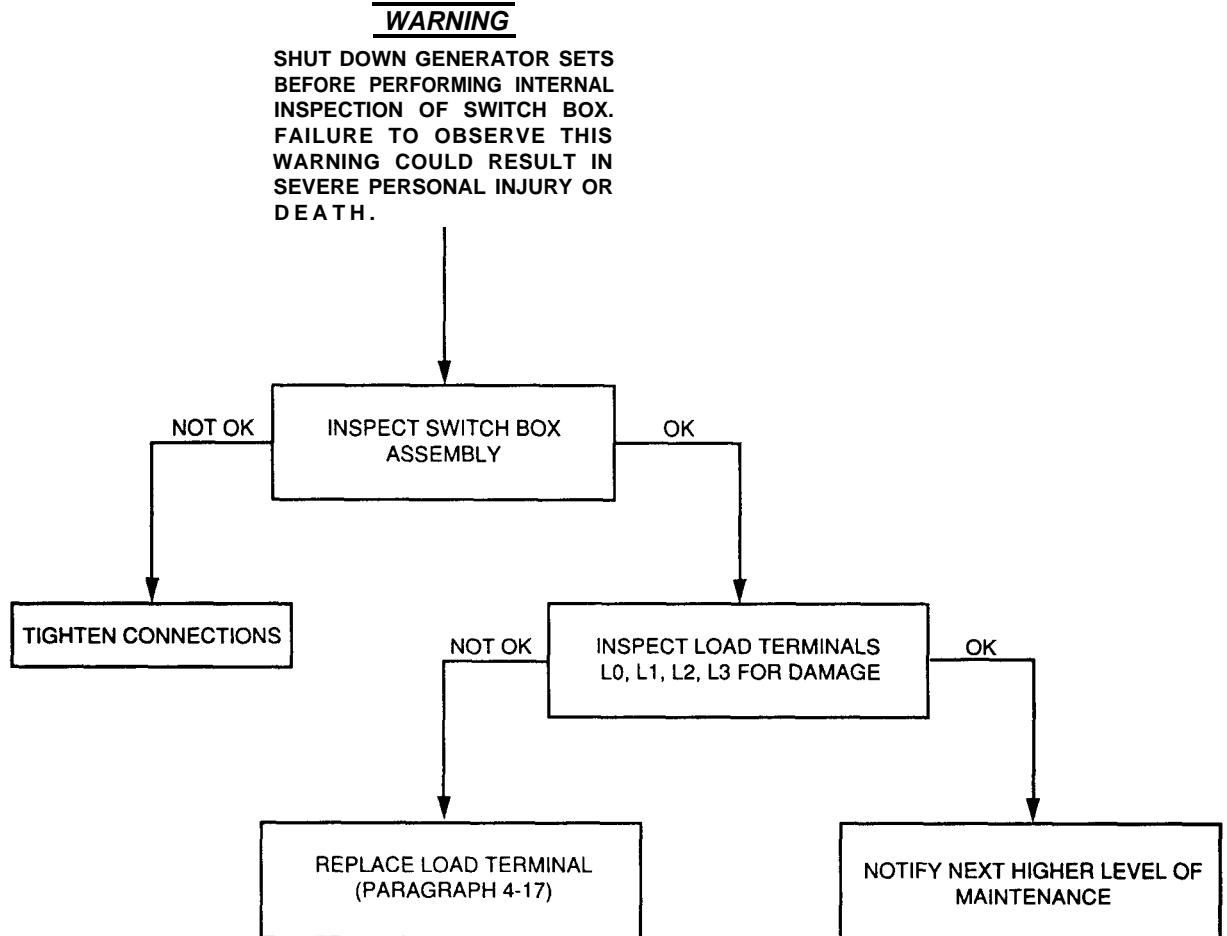 WARNING
SHUT DOWN GENERATOR SETS
BEFORE PERFORMING INTERNAL
INSPECTION OF SWITCH BOX.
FAILURE TO OBSERVE THIS
WARNING COULD RESULT IN
SEVERE PERSONAL INJURY OR
DEATH.
NOT OK
INSPECT SWITCH BOX
ASSEMBLY
OK
TIGHTEN CONNECTIONS
NOT OK
INSPECT LOAD TERMINALS
L0, L1, L2, L3 FOR DAMAGE
OK
REPLACE LOAD TERMINAL
(PARAGRAPH 4-17)
NOTIFY NEXT HIGHER LEVEL OF
MAINTENANCE